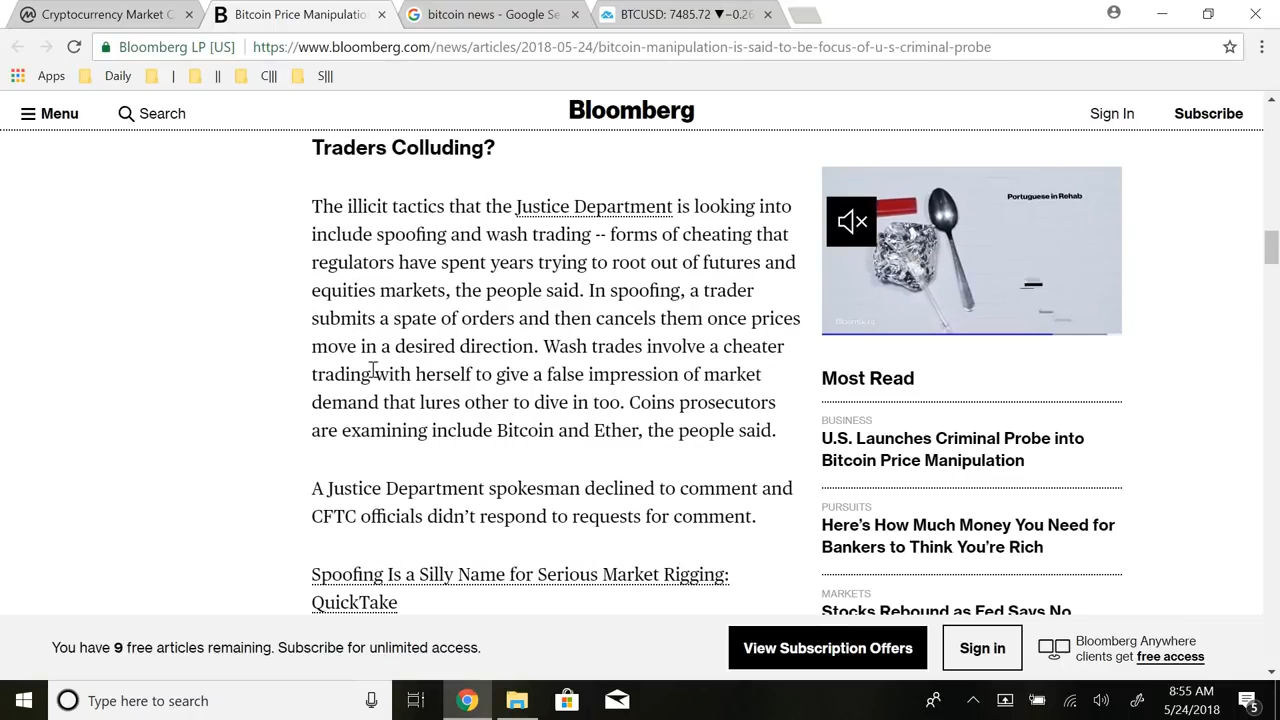 Cryptocurrency Market C
Bitcoin Price Manipulatio
bitcoin news - Google Se
BTCUSD: 7485.72 ▼−0.26
Bloomberg LP [US]
https://www.bloomberg.com/news/articles/2018-05-24/bitcoin-manipulation-is-said-to-be-focus-of-u-s-criminal-probe
Apps Daily | || C||| S|||
Menu Search Bloomberg Sign In Subscribe
Traders Colluding?
The illicit tactics that the Justice Department is looking into
include spoofing and wash trading -- forms of cheating that
regulators have spent years trying to root out of futures and
equities markets, the people said. In spoofing, a trader
submits a spate of orders and then cancels them once prices
move in a desired direction. Wash trades involve a cheater
trading with herself to give a false impression of market
demand that lures other to dive in too. Coins prosecutors
are examining include Bitcoin and Ether, the people said.
A Justice Department spokesman declined to comment and
CFTC officials didn’t respond to requests for comment.
Spoofing Is a Silly Name for Serious Market Rigging:
QuickTake
Portuguese in Rehab
Bloomberg
Most Read
BUSINESS
U.S. Launches Criminal Probe into
Bitcoin Price Manipulation
PURSUITS
Here’s How Much Money You Need for
Bankers to Think You’re Rich
MARKETS
Stocks Rebound as Fed Says No
You have 9 free articles remaining. Subscribe for unlimited access.
View Subscription Offers
Sign in
Bloomberg Anywhere
clients get free access
Type here to search
8:55 AM
5/24/2018
5